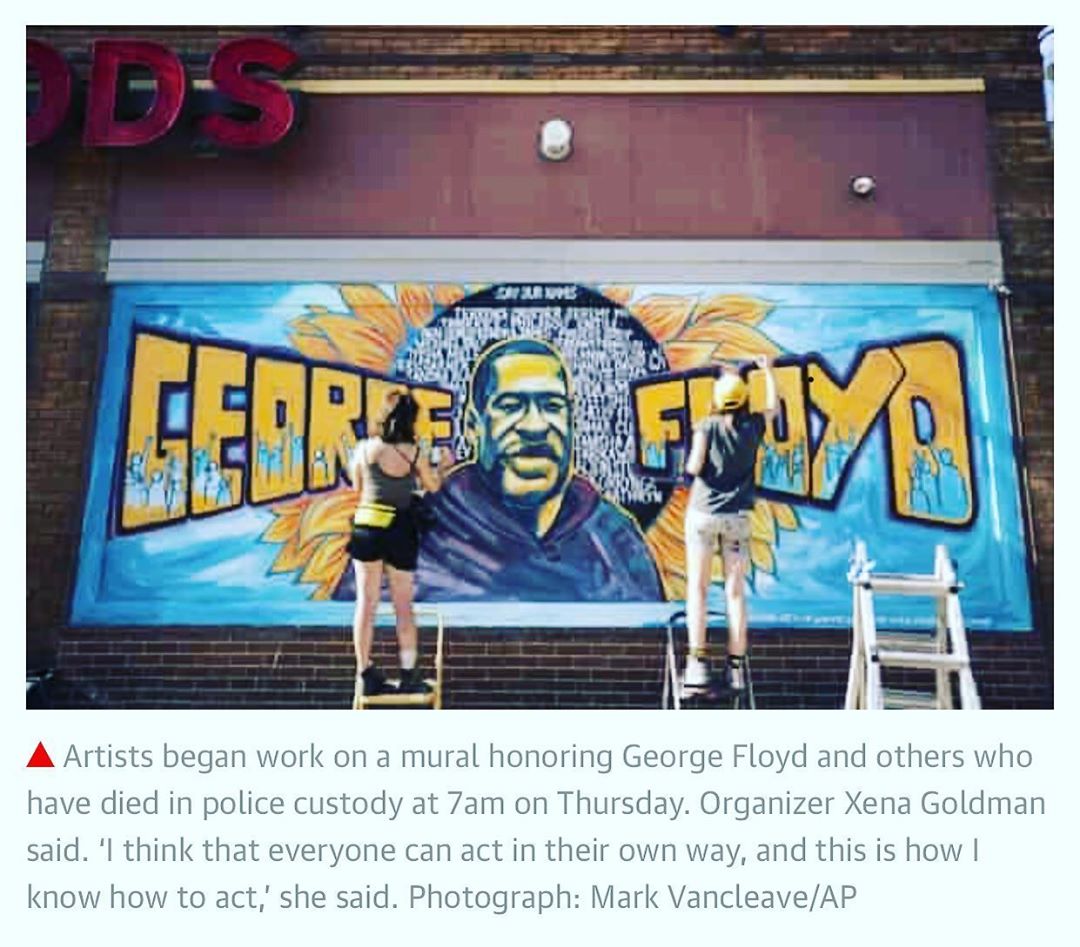 ODS
SAY OUR NAMES
GEORGE FLOYD
▲ Artists began work on a mural honoring George Floyd and others who
have died in police custody at 7am on Thursday. Organizer Xena Goldman
said. ‘I think that everyone can act in their own way, and this is how I
know how to act,’ she said. Photograph: Mark Vancleave/AP